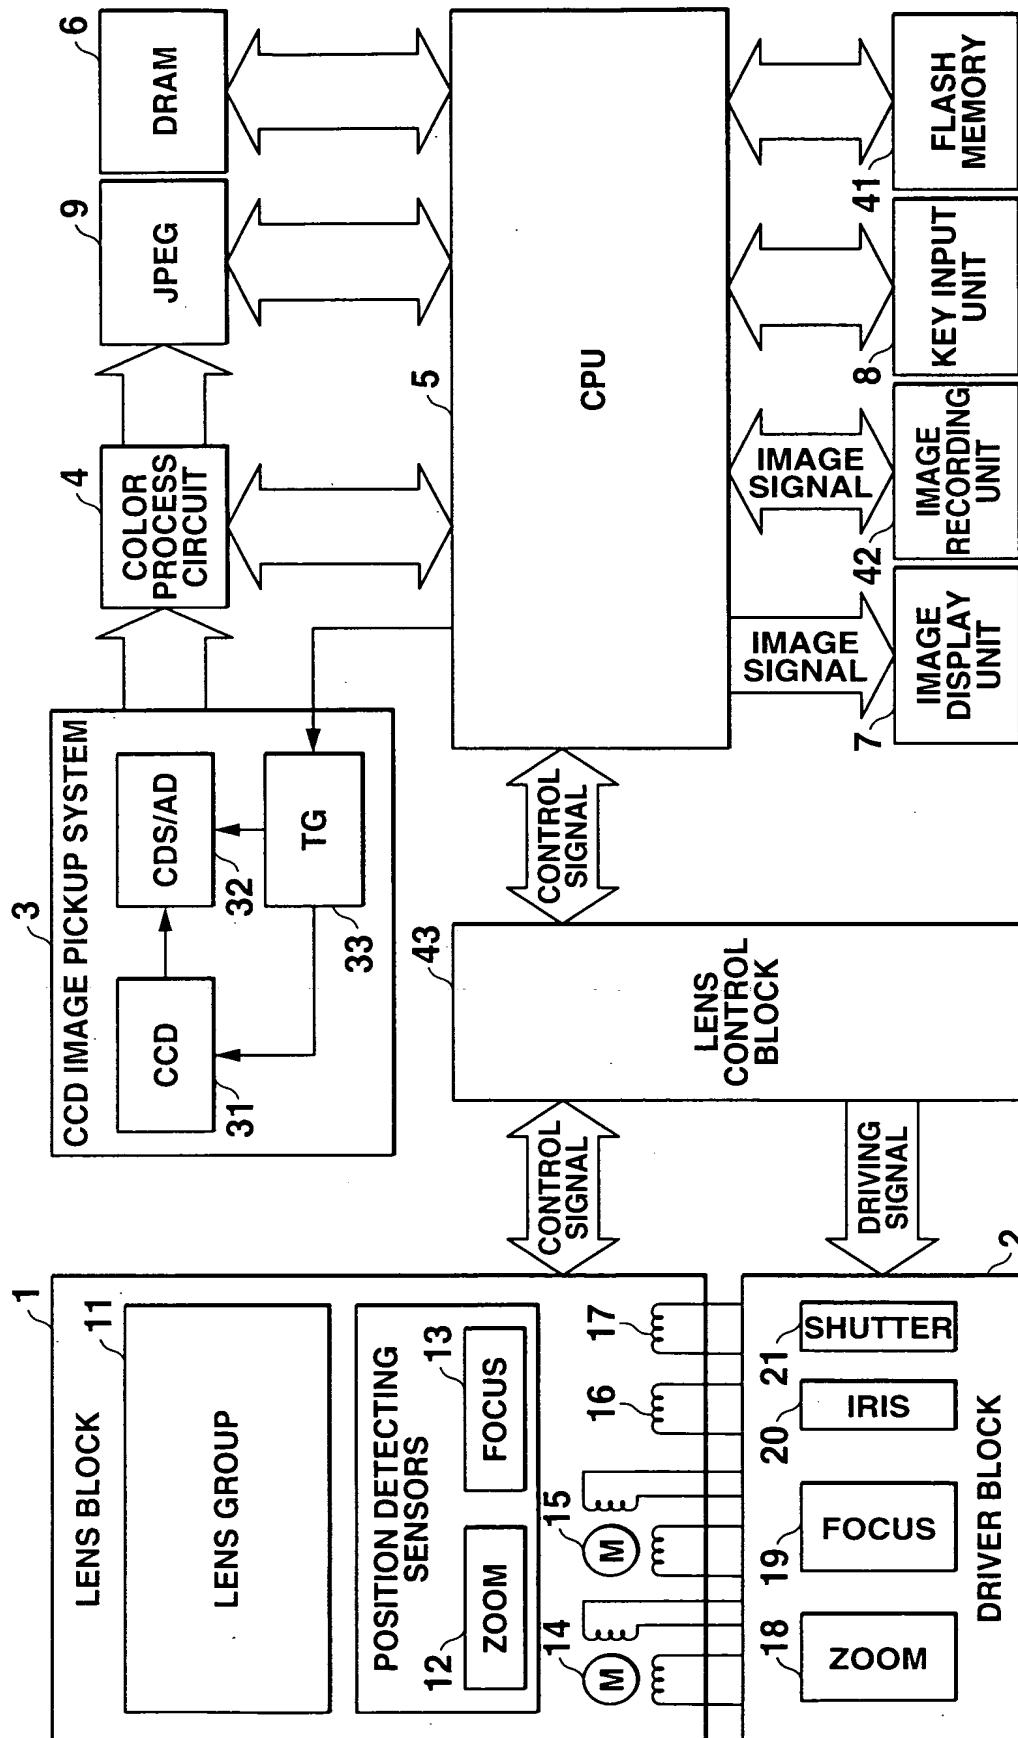 1
LENS BLOCK
11
LENS GROUP
POSITION DETECTING
SENSORS
12
ZOOM
13
FOCUS
14
M
15
M
16
17
18
ZOOM
19
FOCUS
20
IRIS
21
SHUTTER
DRIVER BLOCK
2
CONTROL
SIGNAL
DRIVING
SIGNAL
43
LENS
CONTROL
BLOCK
CONTROL
SIGNAL
3
CCD IMAGE PICKUP SYSTEM
31
CCD
32
CDS/AD
33
TG
4
COLOR
PROCESS
CIRCUIT
9
JPEG
6
DRAM
5
CPU
IMAGE
SIGNAL
IMAGE
SIGNAL
7
IMAGE
DISPLAY
UNIT
42
IMAGE
RECORDING
UNIT
8
KEY INPUT
UNIT
41
FLASH
MEMORY